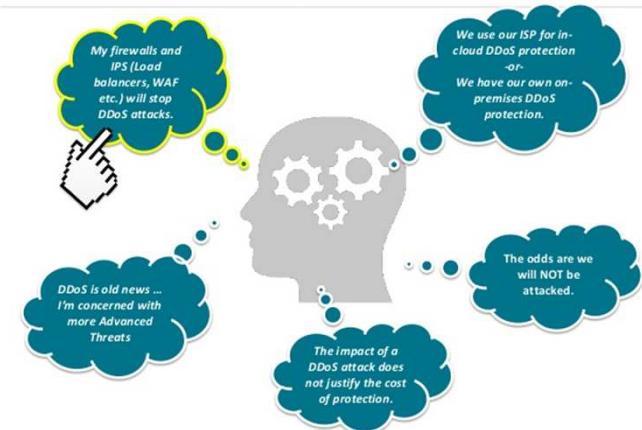 My firewalls and
IPS (Load
balancers, WAF
etc.) will stop
DDoS attacks.
We use our ISP for in-
cloud DDoS protection
-or-
We have our own on-
premises DDoS
protection.
DDoS is old news ...
I'm concerned with
more Advanced
Threats
The odds are we
will NOT be
attacked.
The impact of a
DDoS attack does
not justify the cost
of protection.